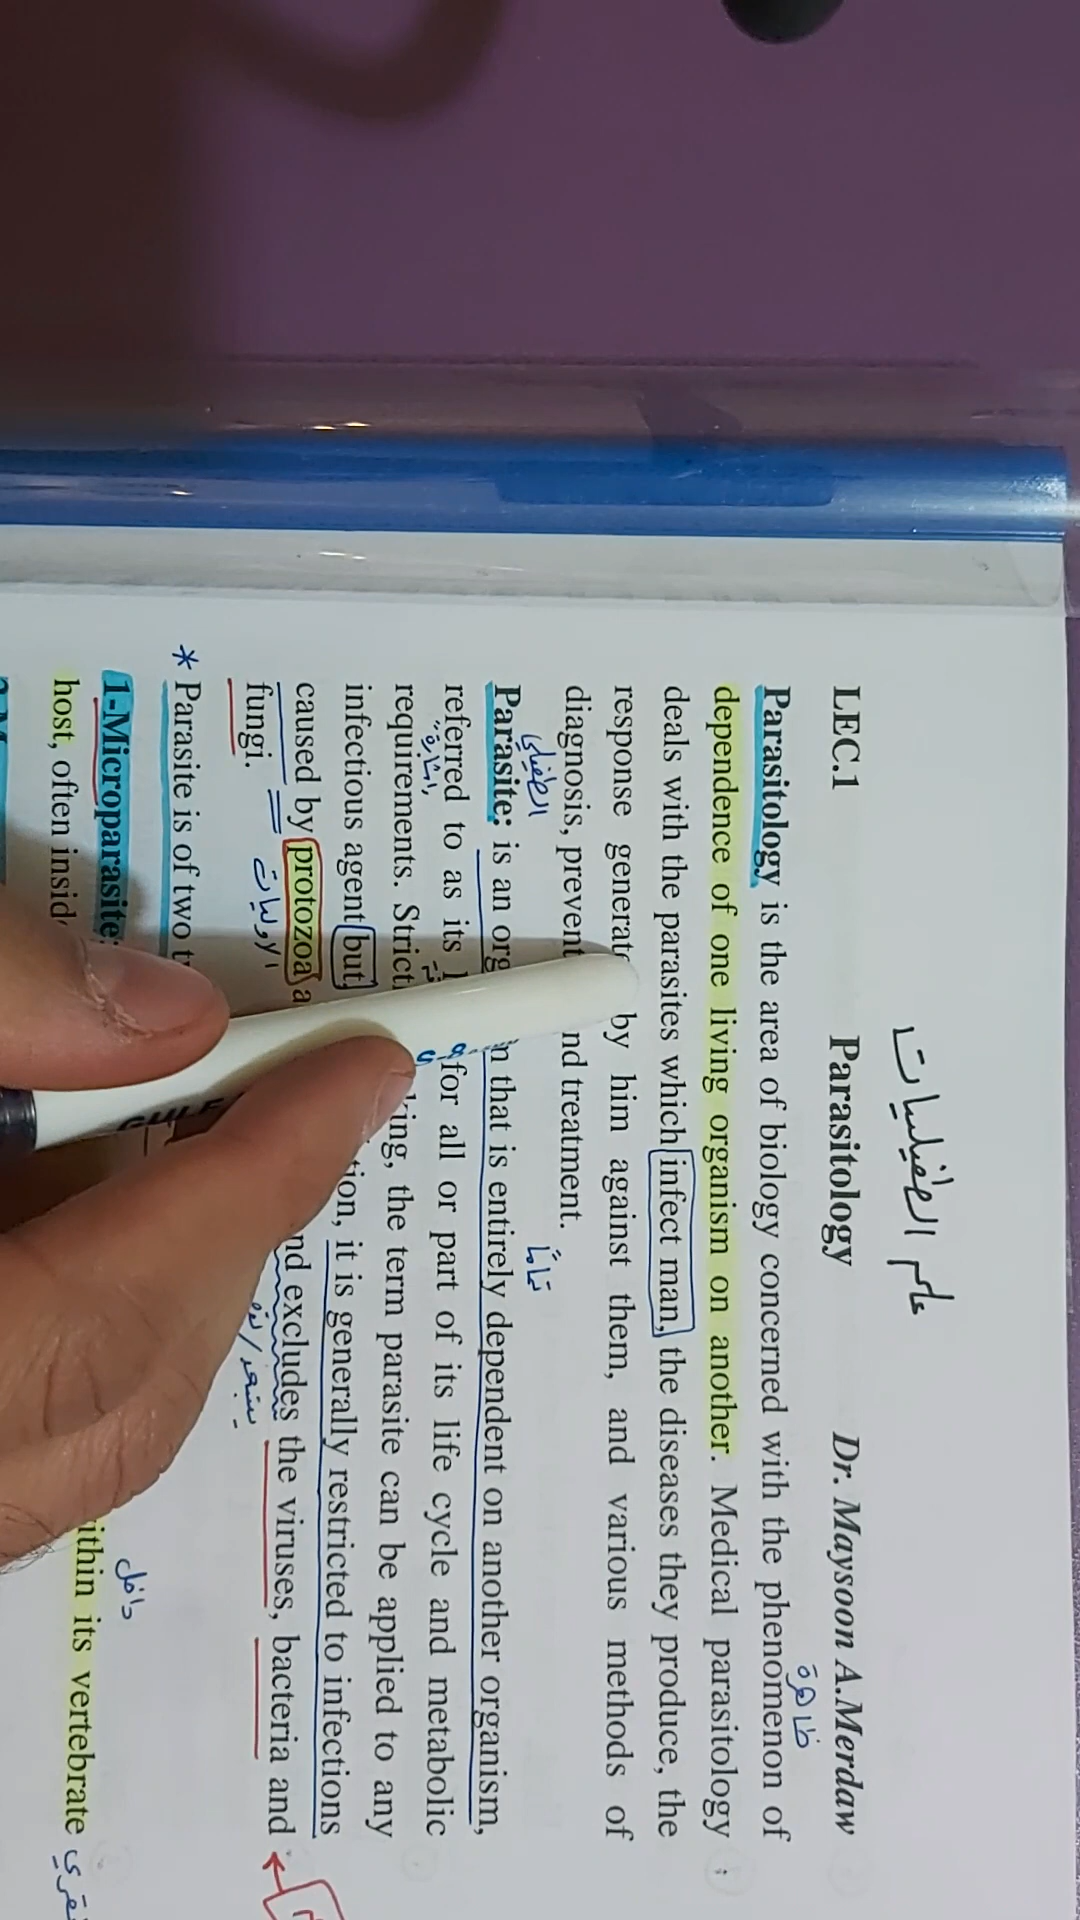 علم الطفيليات
LEC.1 Parasitology Dr. Maysoon A.Merdaw
ظاهرة
Parasitology is the area of biology concerned with the phenomenon of
dependence of one living organism on another. Medical parasitology
deals with the parasites which infect man, the diseases they produce, the
response generate by him against them, and various methods of
diagnosis, prevent nd treatment.
الطفيلي تمامًا
Parasite: is an org n that is entirely dependent on another organism,
referred to as its for all or part of its life cycle and metabolic
اشارة
requirements. Strict king, the term parasite can be applied to any
infectious agent but, tion, it is generally restricted to infections
caused by protozoa a nd excludes the viruses, bacteria and
الاوليات
fungi.
* Parasite is of two t
1-Microparasite:
داخل
host, often insid ithin its vertebrate